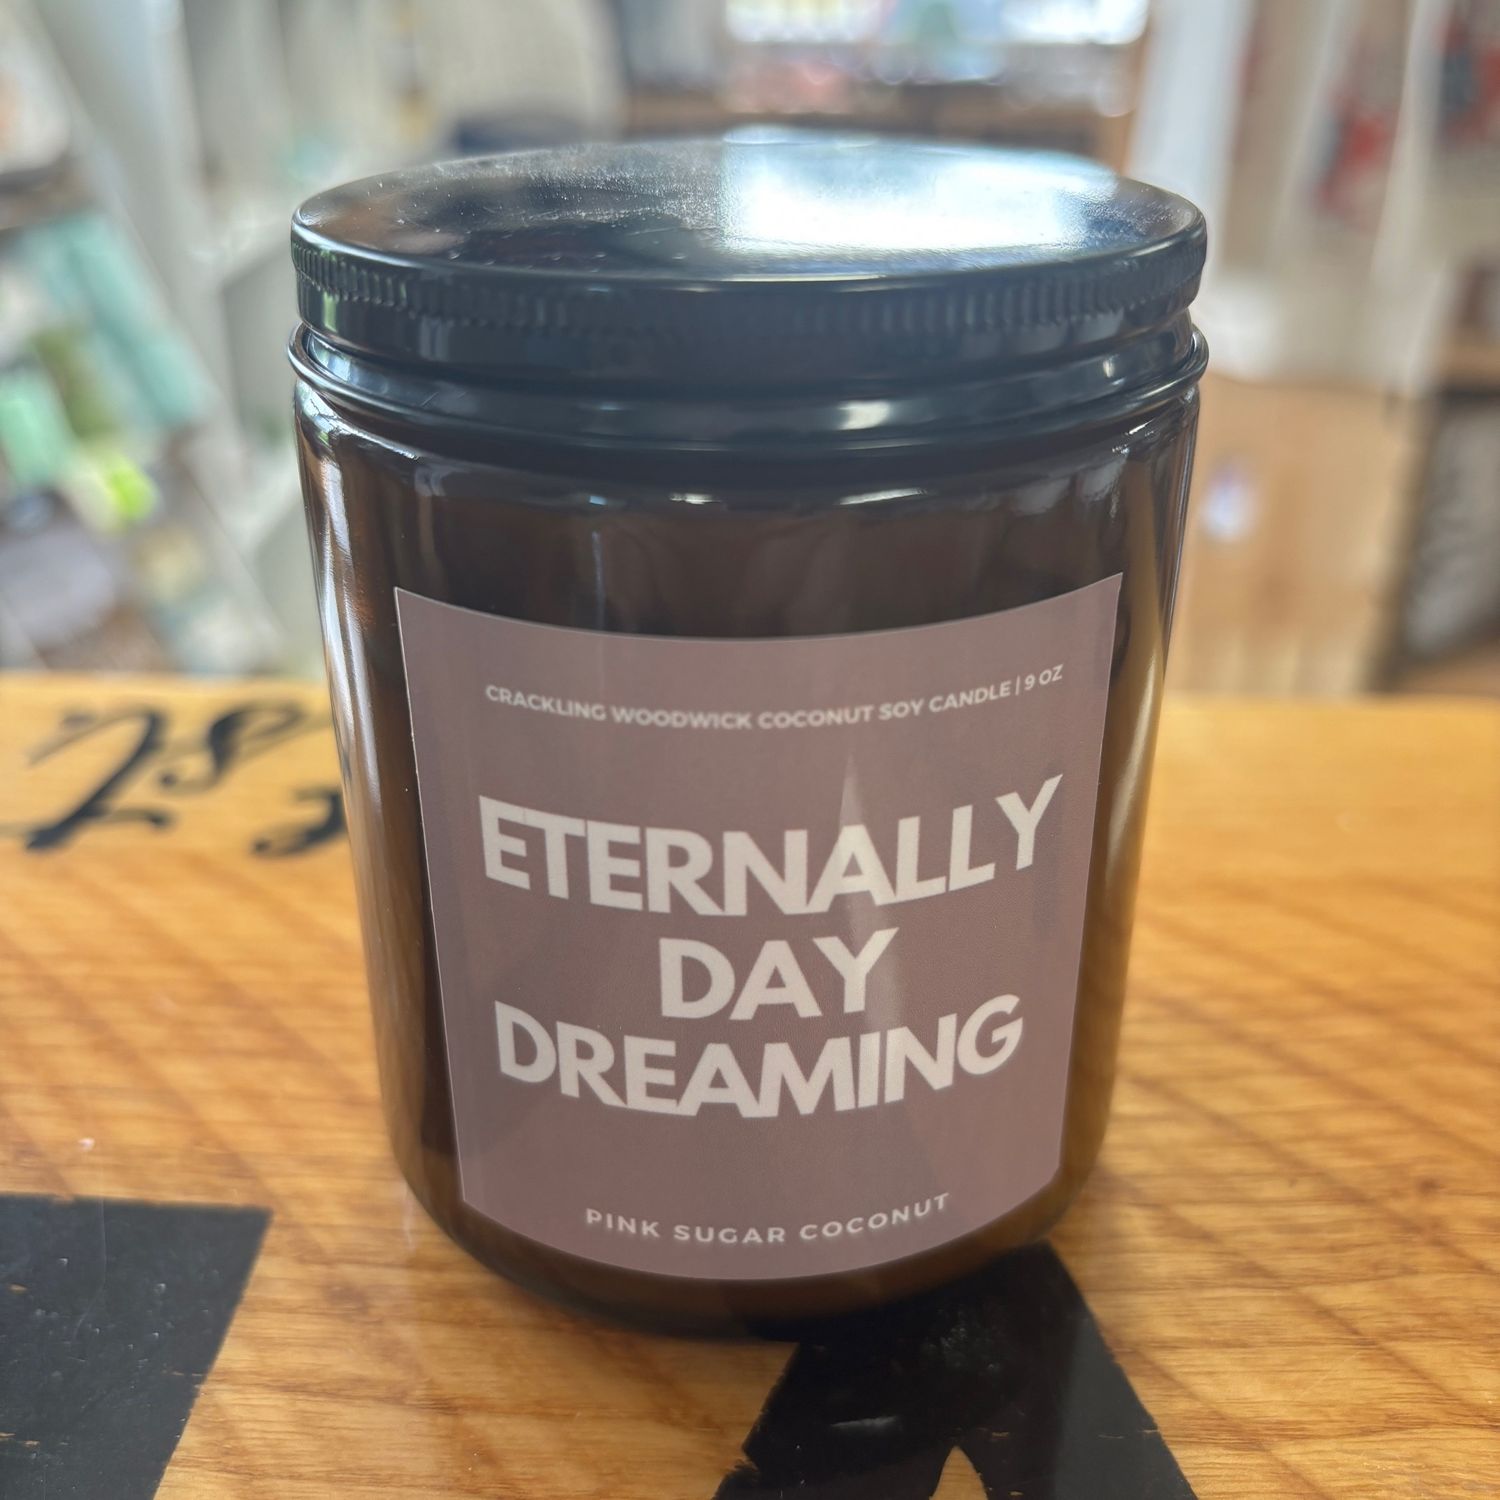 CRACKLING WOODWICK COCONUT SOY CANDLE | 9 OZ
ETERNALLY
DAY
DREAMING
PINK SUGAR COCONUT